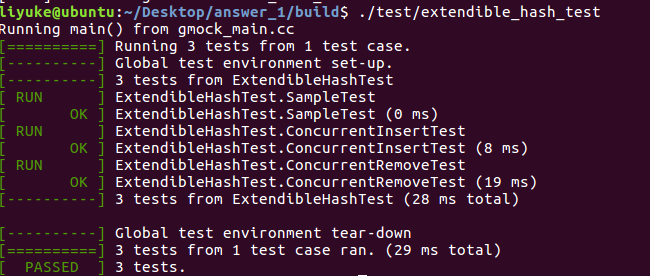 liyuke@ubuntu:~/Desktop/answer_1/build$ ./test/extendible_hash_test
Running main() from gmock_main.cc
[==========] Running 3 tests from 1 test case.
[----------] Global test environment set-up.
[----------] 3 tests from ExtendibleHashTest
[ RUN      ] ExtendibleHashTest.SampleTest
[       OK ] ExtendibleHashTest.SampleTest (0 ms)
[ RUN      ] ExtendibleHashTest.ConcurrentInsertTest
[       OK ] ExtendibleHashTest.ConcurrentInsertTest (8 ms)
[ RUN      ] ExtendibleHashTest.ConcurrentRemoveTest
[       OK ] ExtendibleHashTest.ConcurrentRemoveTest (19 ms)
[----------] 3 tests from ExtendibleHashTest (28 ms total)
[----------] Global test environment tear-down
[==========] 3 tests from 1 test case ran. (29 ms total)
[  PASSED  ] 3 tests.